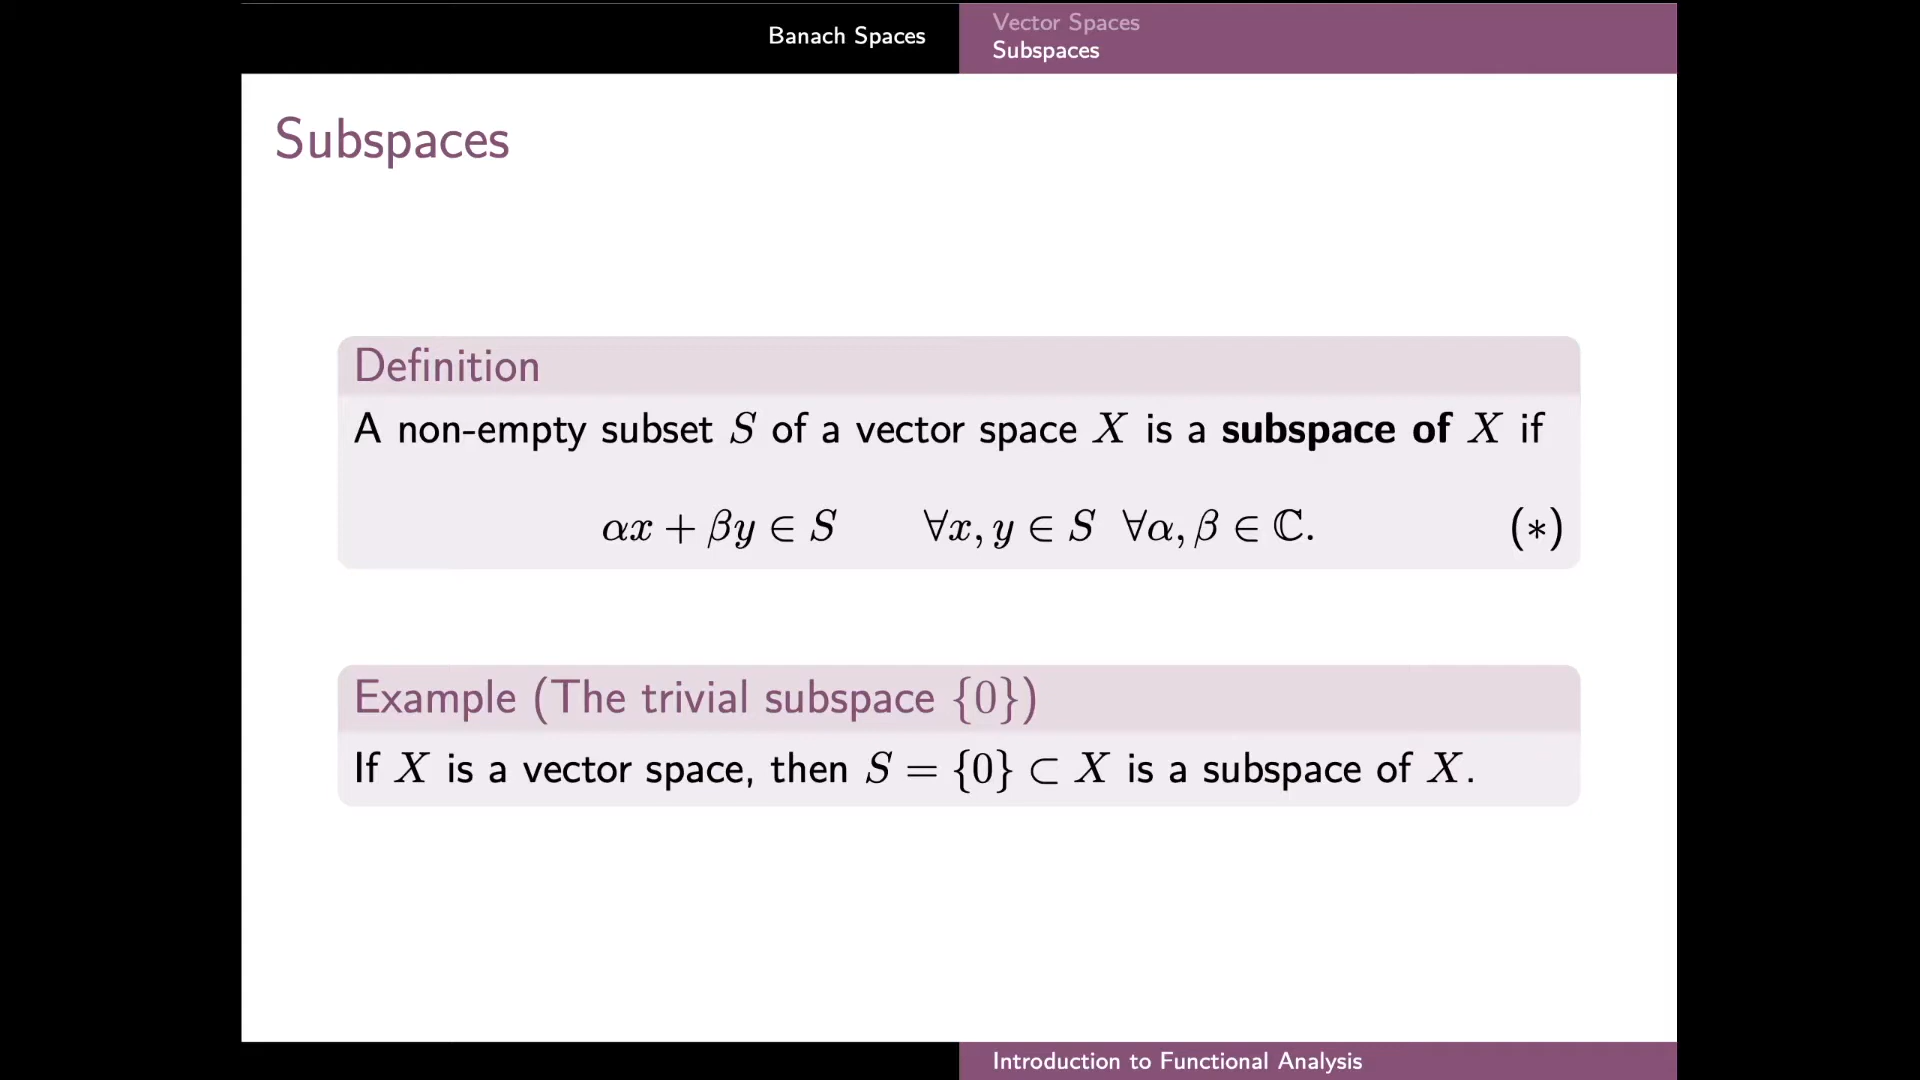 Banach Spaces
Vector Spaces
Subspaces
Subspaces
Definition
A non-empty subset S of a vector space X is a subspace of X if
αx + βy ∈ S ∀x, y ∈ S ∀α, β ∈ ℂ. (∗)
Example (The trivial subspace {0})
If X is a vector space, then S = {0} ⊂ X is a subspace of X.
Introduction to Functional Analysis